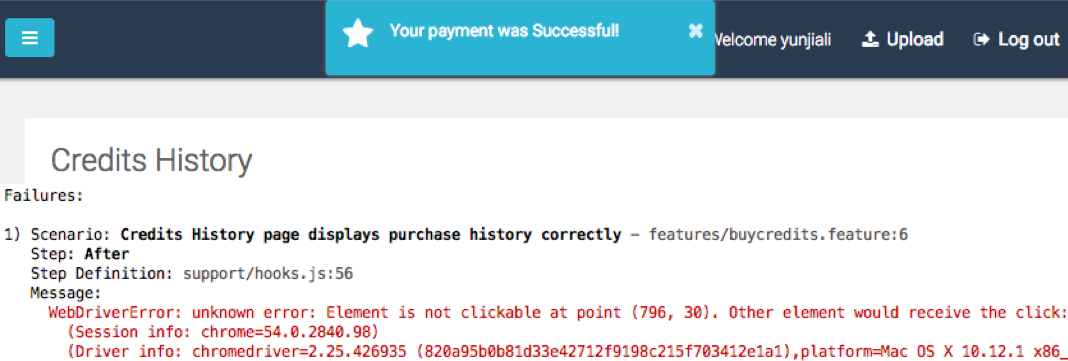 Your payment was Successful!
Welcome yunjiali Upload Log out
Credits History
Failures:
1) Scenario: Credits History page displays purchase history correctly – features/buycredits.feature:6
Step: After
Step Definition: support/hooks.js:56
Message:
WebDriverError: unknown error: Element is not clickable at point (796, 30). Other element would receive the click:
(Session info: chrome=54.0.2840.98)
(Driver info: chromedriver=2.25.426935 (820a95b0b81d33e42712f9198c215f703412e1a1),platform=Mac OS X 10.12.1 x86_